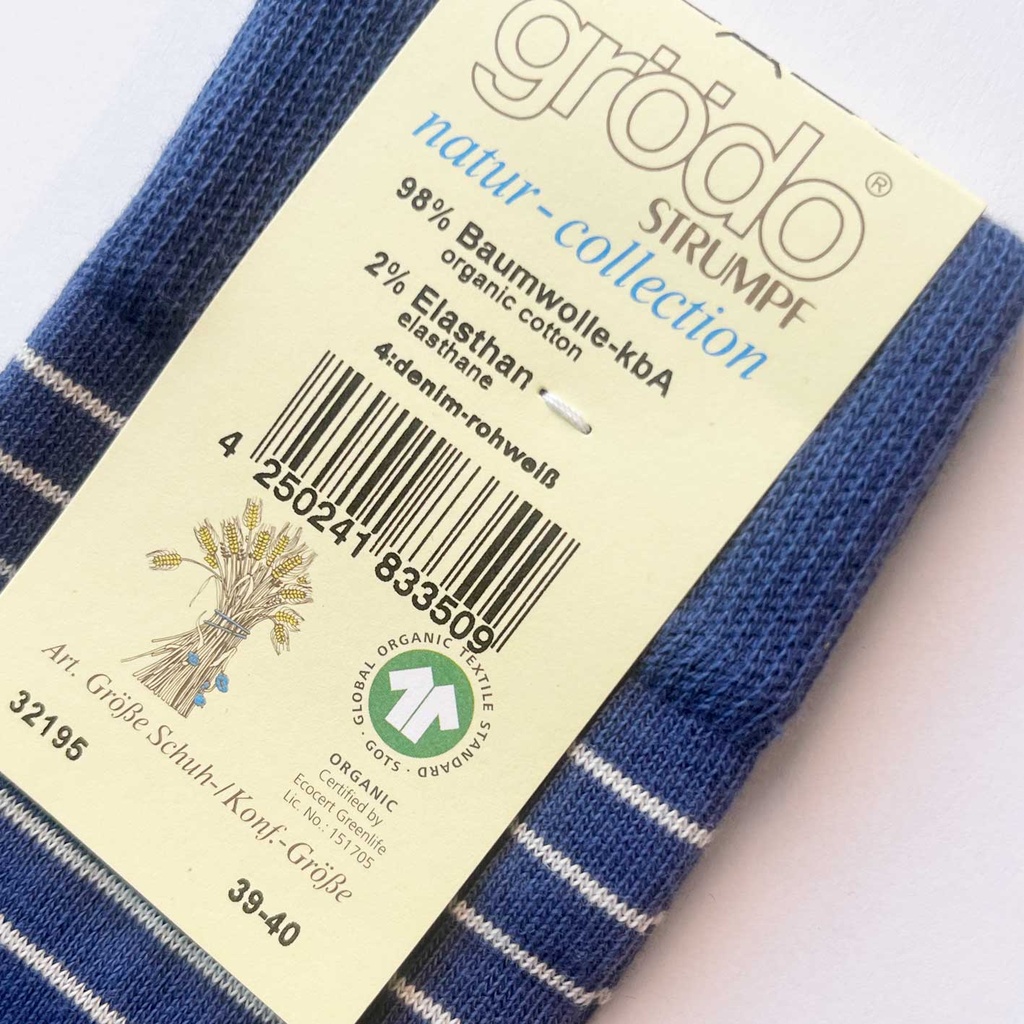 grödo®
STRUMPF
natur-collection
98% Baumwolle-kbA
organic cotton
2% Elasthan
elasthane
4:denim-rohweiß
4 250241 833509
GLOBAL ORGANIC TEXTILE STANDARD · GOTS ·
ORGANIC
Certified by
Ecocert Greenlife
Lic. No.: 151705
Art. Größe Schuh-/Konf.-Größe
32195 39-40